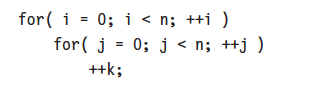 for( i = 0; i < n; ++i )
    for( j = 0; j < n; ++j )
        ++k;